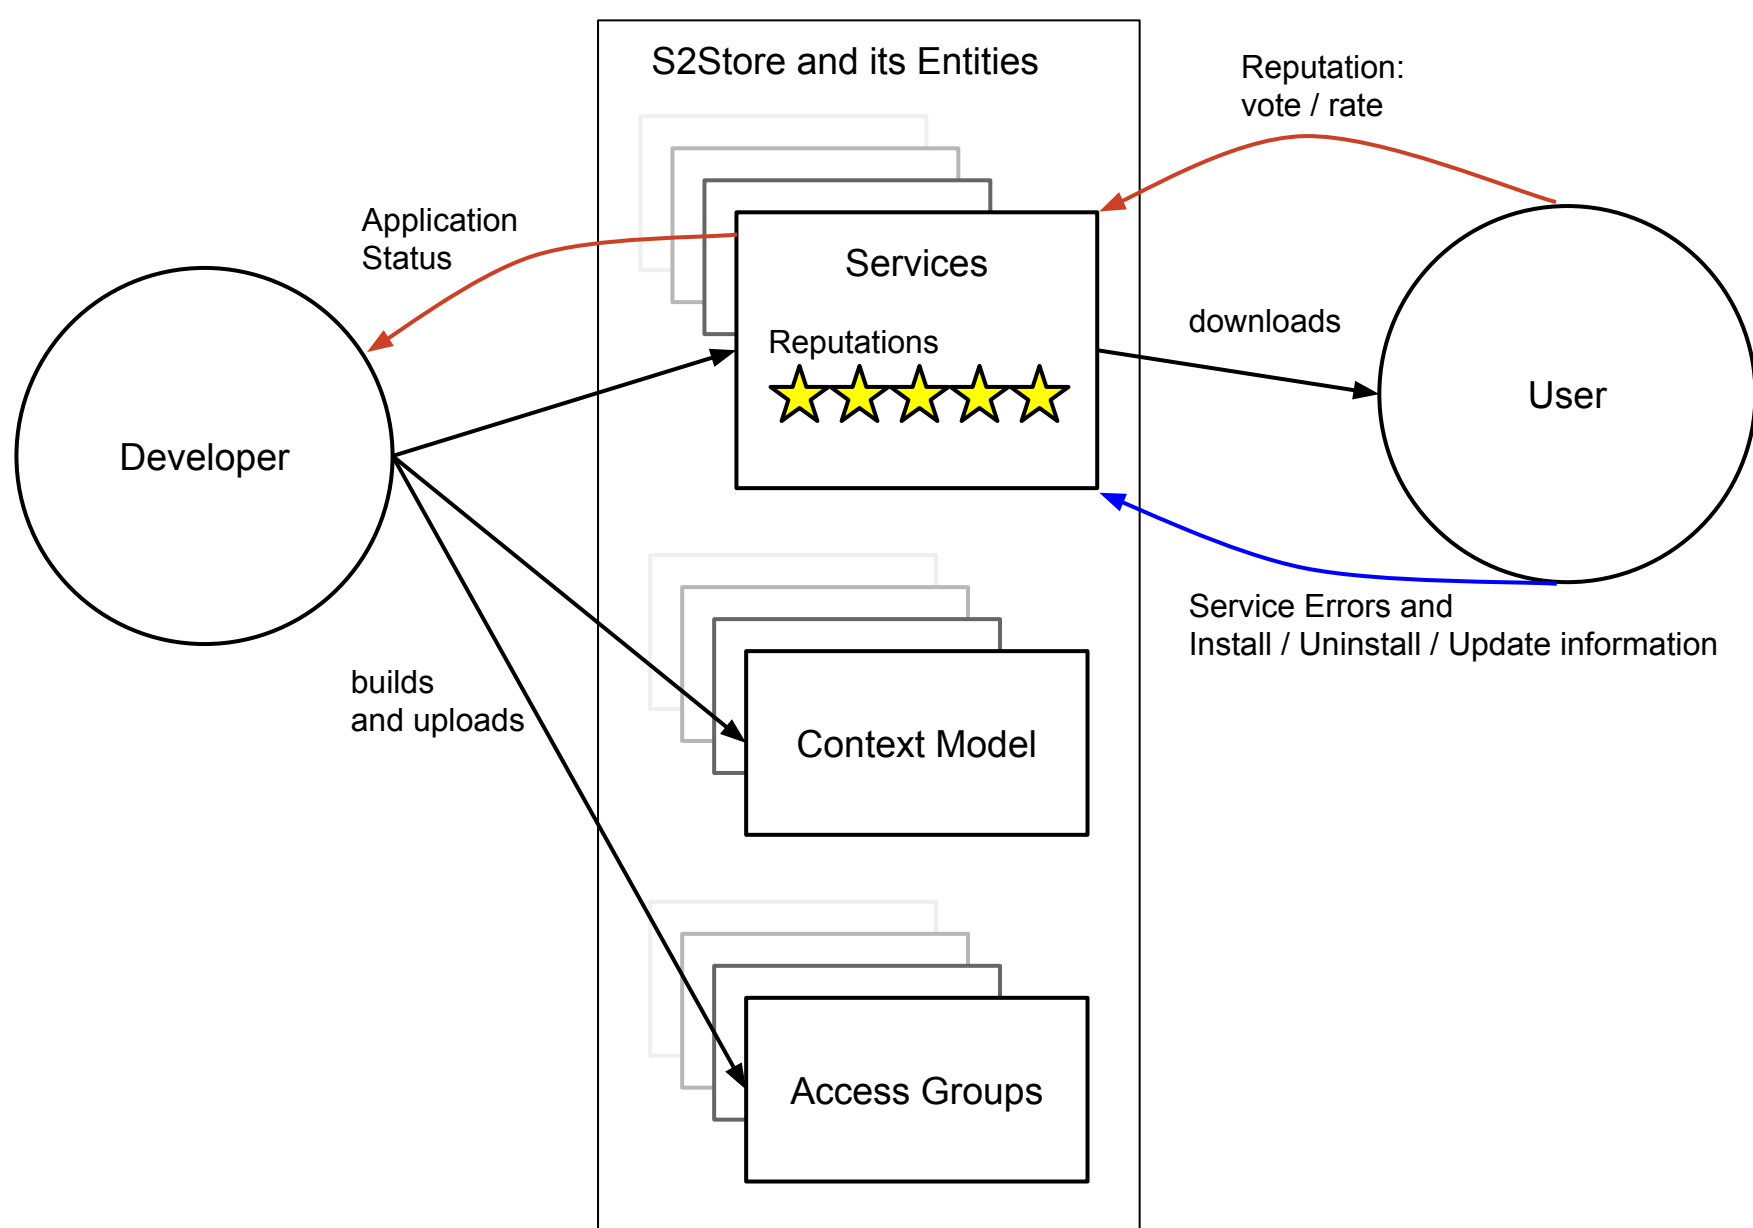 S2Store and its Entities
Reputation:
vote / rate
Application
Status
Services
Reputations
downloads
User
Developer
Service Errors and
Install / Uninstall / Update information
builds
and uploads
Context Model
Access Groups